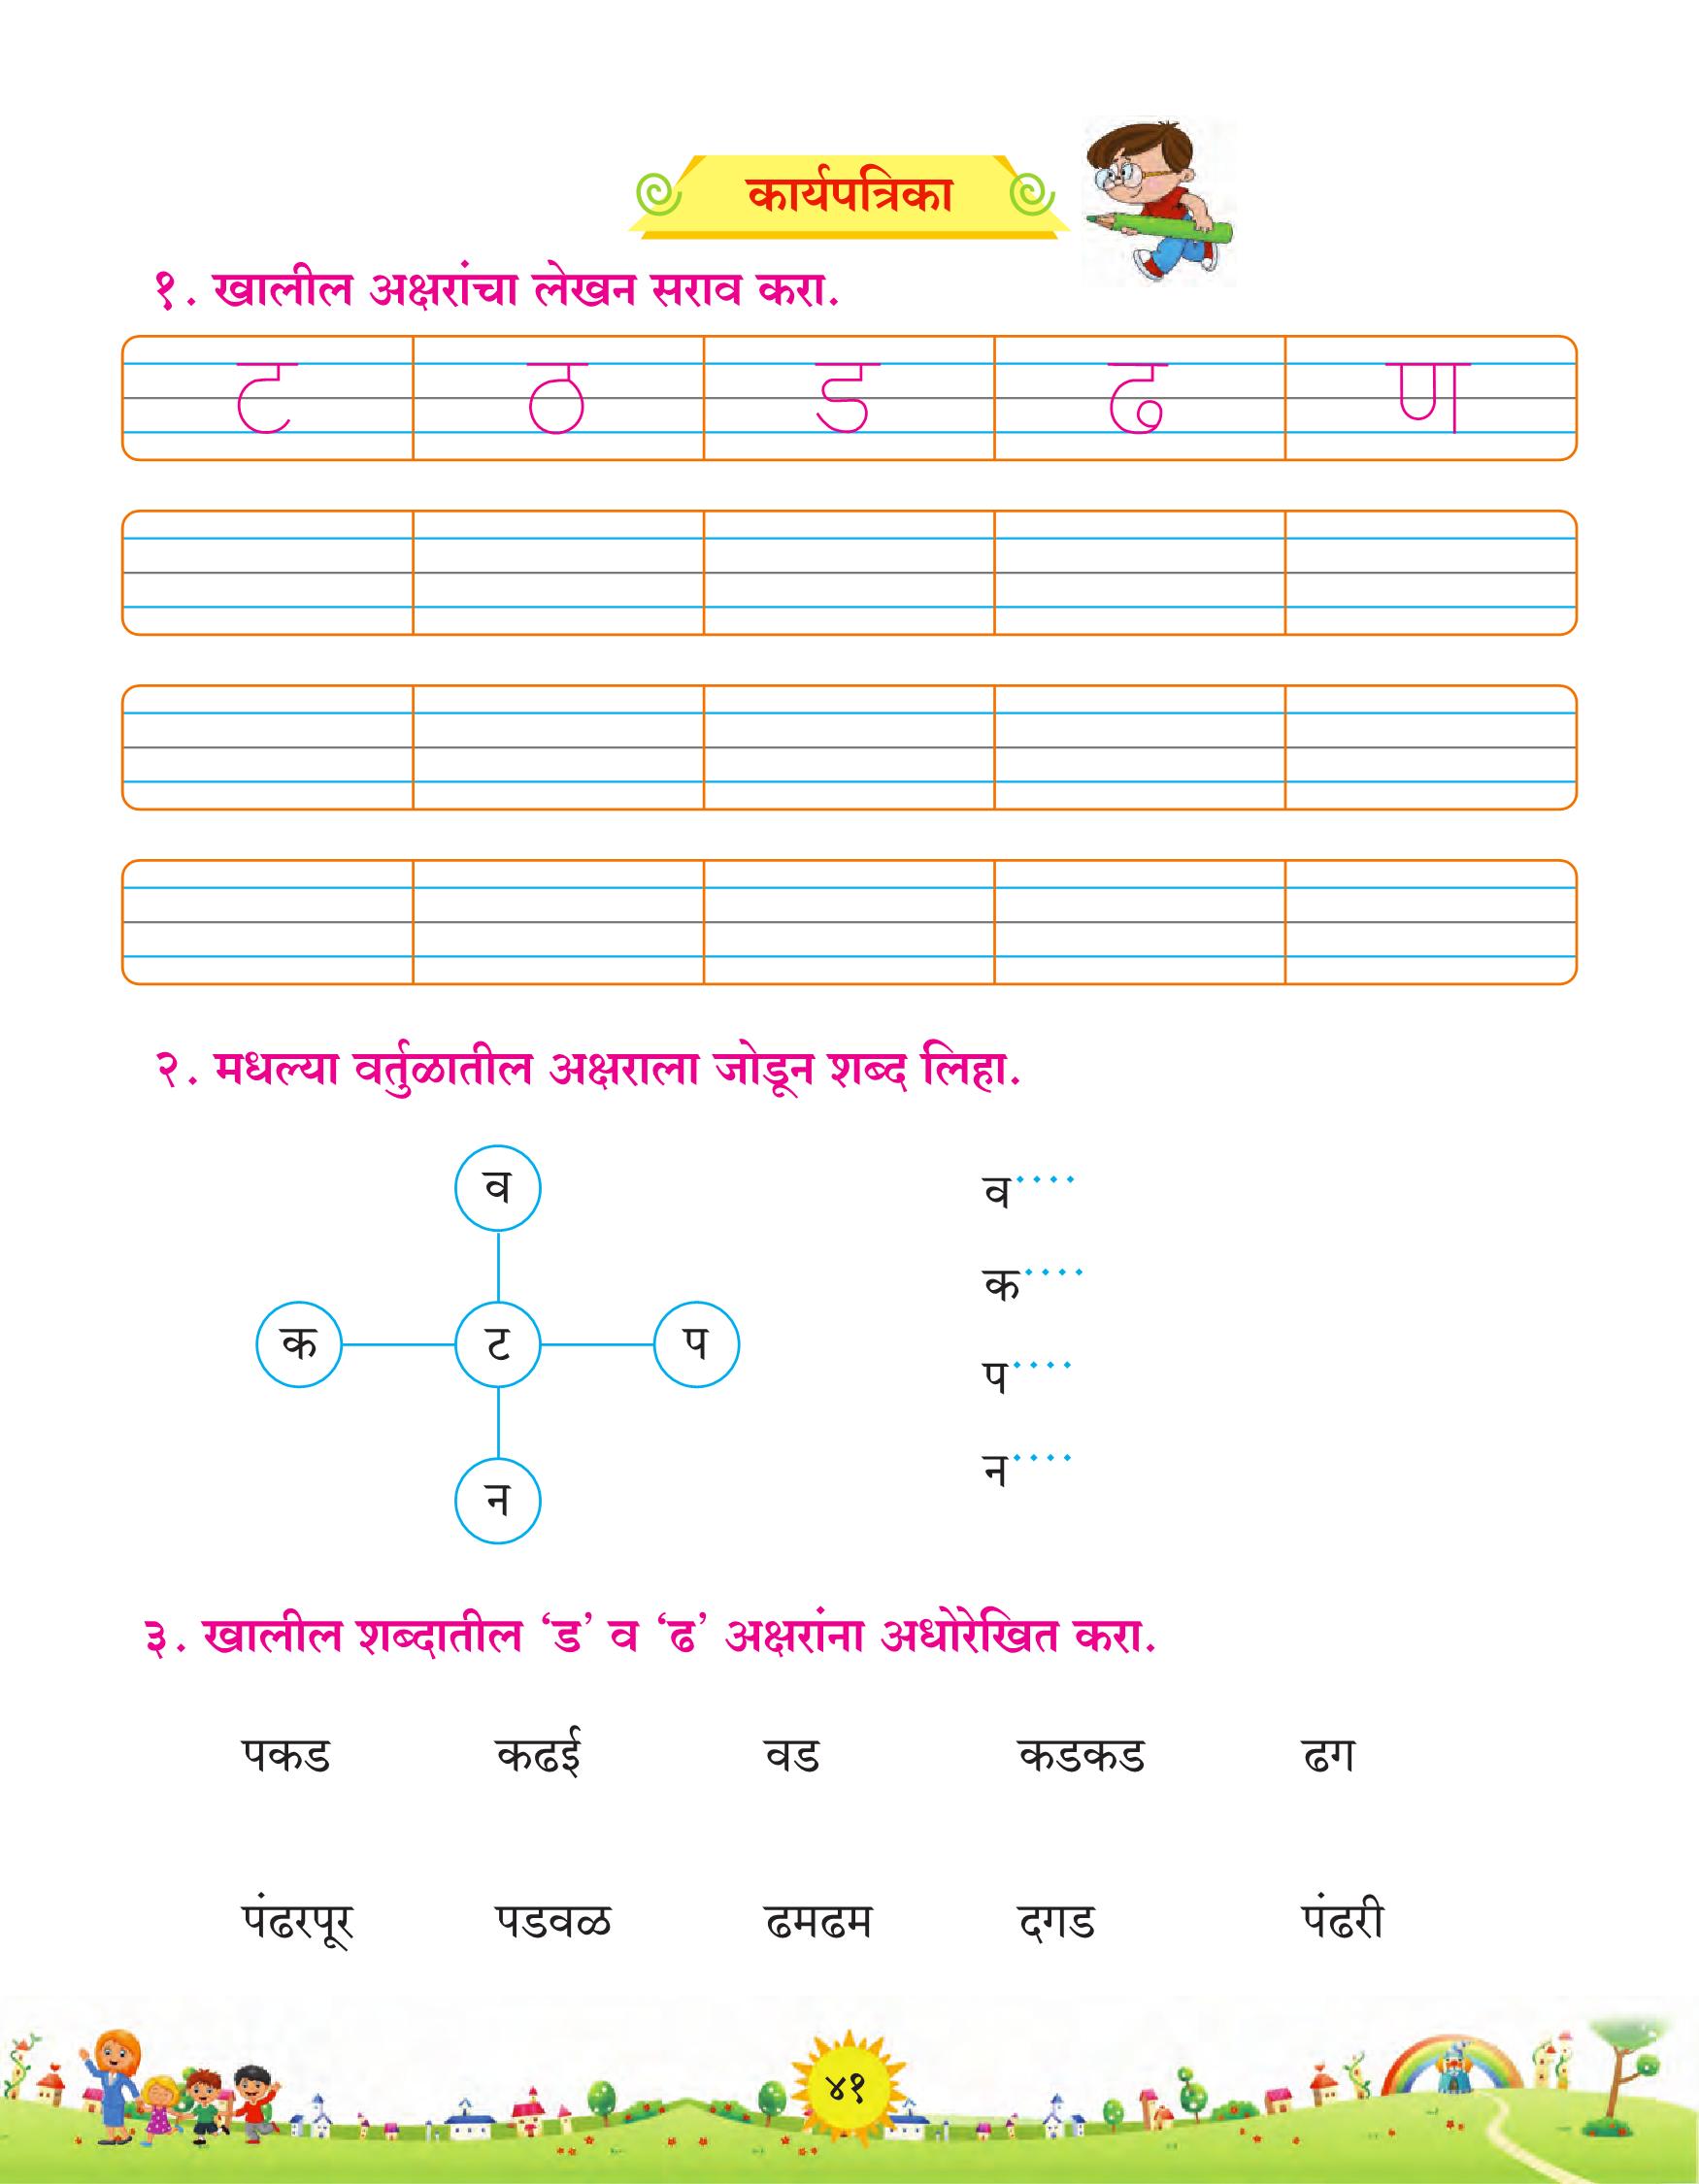 कार्यपत्रिका
१. खालील अक्षरांचा लेखन सराव करा.
ट ठ ड ढ ण
२. मधल्या वर्तुळातील अक्षराला जोडून शब्द लिहा.
व
क ट प
न
व····
क····
प····
न····
३. खालील शब्दातील ‘ड’ व ‘ढ’ अक्षरांना अधोरेखित करा.
पकड कढई वड कडकड ढग
पंढरपूर पडवळ ढमढम दगड पंढरी
४१